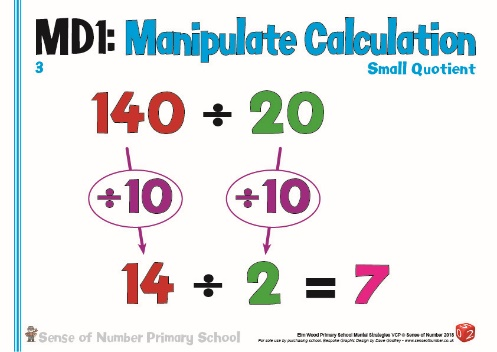 MD1: Manipulate Calculation
3 Small Quotient
140 ÷ 20
÷10 ÷10
14 ÷ 2 = 7
Sense of Number Primary School
Elm Wood Primary School Mental Strategies VCP © Sense of Number 2018
For sole use by purchasing school. Bespoke Graphic Design by Dave Godfrey - www.senseofnumber.co.uk